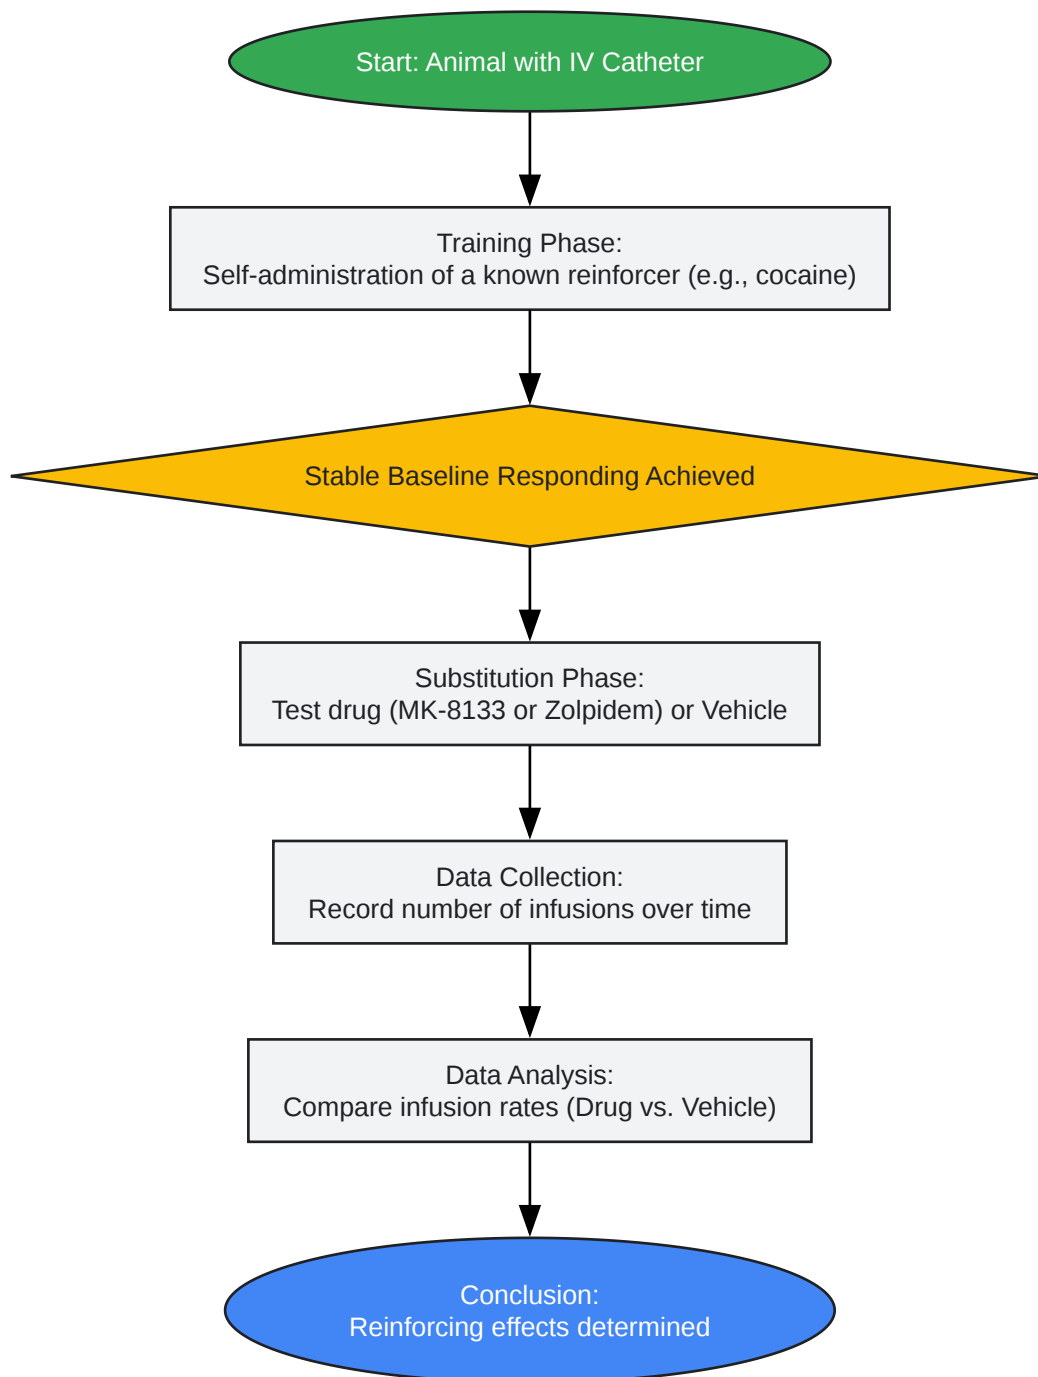 Start: Animal with IV Catheter
Training Phase:
Self-administration of a known reinforcer (e.g., cocaine)
Stable Baseline Responding Achieved
Substitution Phase:
Test drug (MK-8133 or Zolpidem) or Vehicle
Data Collection:
Record number of infusions over time
Data Analysis:
Compare infusion rates (Drug vs. Vehicle)
Conclusion:
Reinforcing effects determined